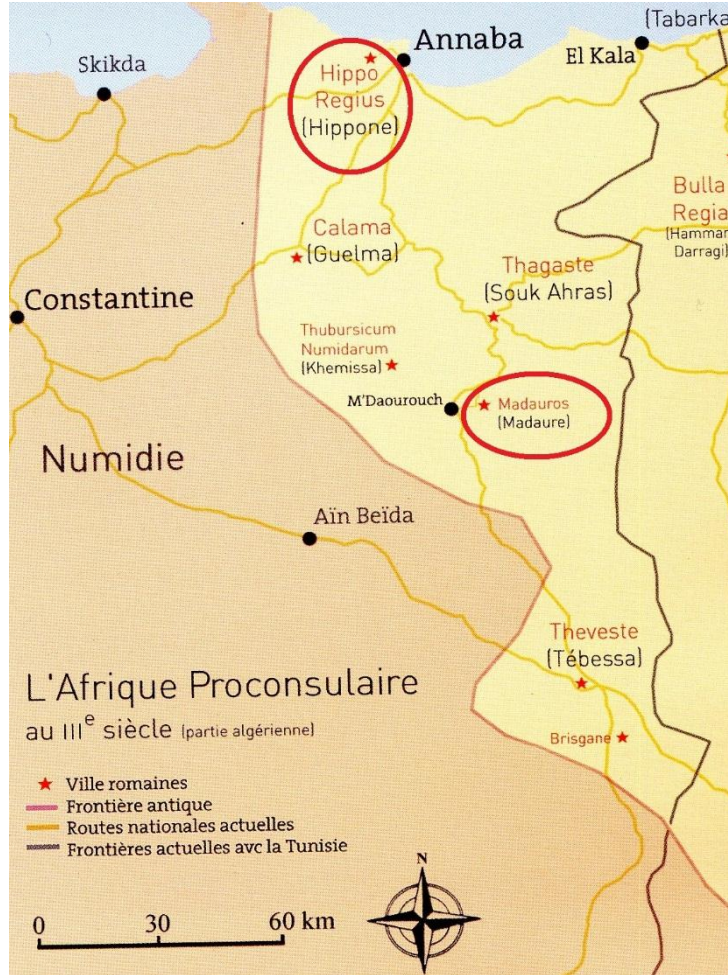 (Tabarka
Annaba
El Kala
Skikda
Hippo
Regius
(Hippone)
Bulla
Regia
Darragi)
Calama
(Guelma)
Thagaste
(Souk Ahras)
Constantine
Thubursicum
Numidarum
(Khemissa)
M'Daourouch
Madauros
(Madaure)
Numidie
Aïn Beïda
Theveste
(Tébessa)
Brisgane
L'Afrique Proconsulaire
au IIIe siècle (partie algérienne)
Ville romaines
Frontière antique
Routes nationales actuelles
Frontières actuelles avc la Tunisie
N
0 30 60 km